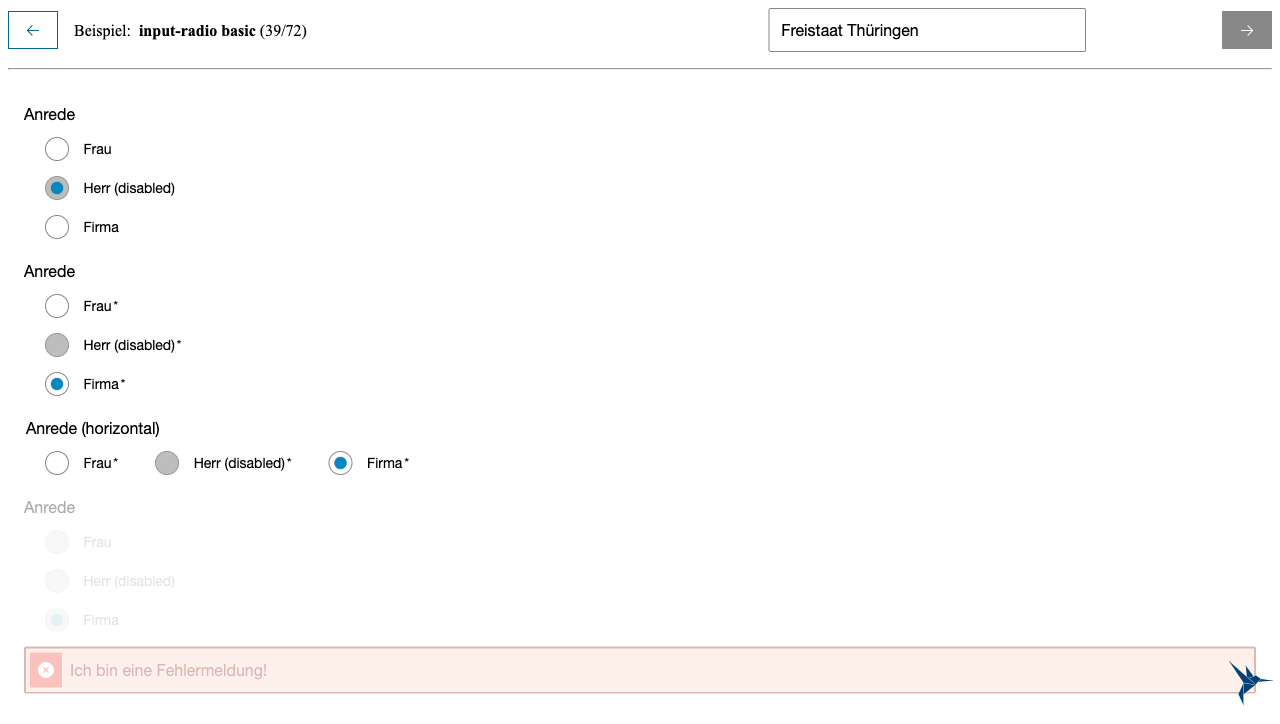 Beispiel: input-radio basic (39/72)
Freistaat Thüringen
Anrede
Frau
Herr (disabled)
Firma
Anrede
Frau*
Herr (disabled)*
Firma*
Anrede (horizontal)
Frau* Herr (disabled)* Firma*
Anrede
Frau
Herr (disabled)
Firma
Ich bin eine Fehlermeldung!